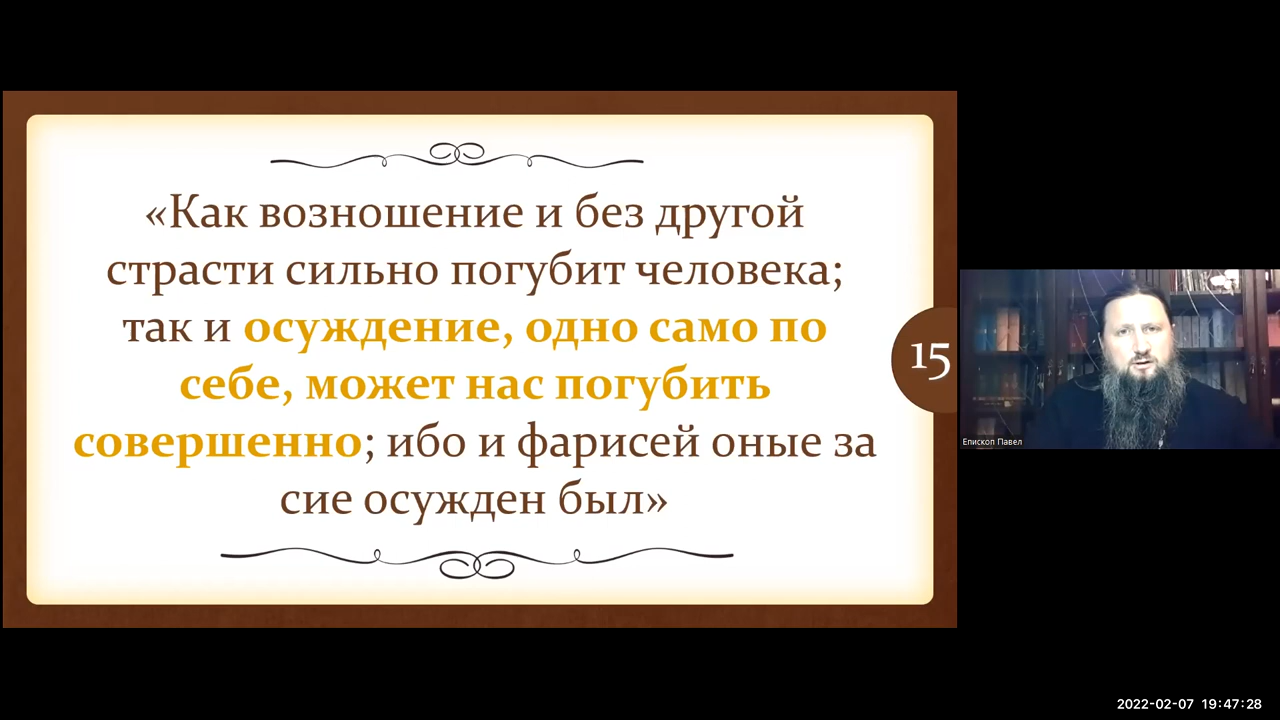 «Как возношение и без другой
страсти сильно погубит человека;
так и осуждение, одно само по
себе, может нас погубить
совершенно; ибо и фарисей оные за
сие осужден был»
15
Епископ Павел
2022-02-07 19:47:28